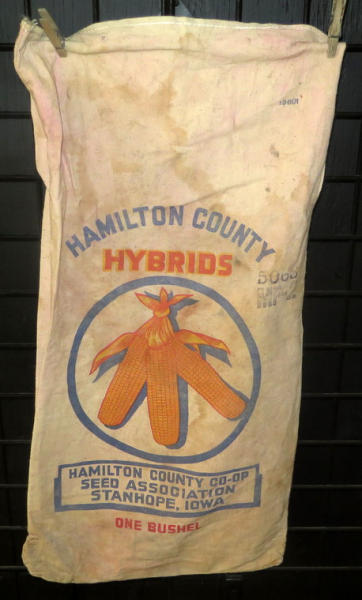 HAMILTON COUNTY
HYBRIDS
HAMILTON COUNTY CO-OP
SEED ASSOCIATION
STANHOPE, IOWA
ONE BUSHEL